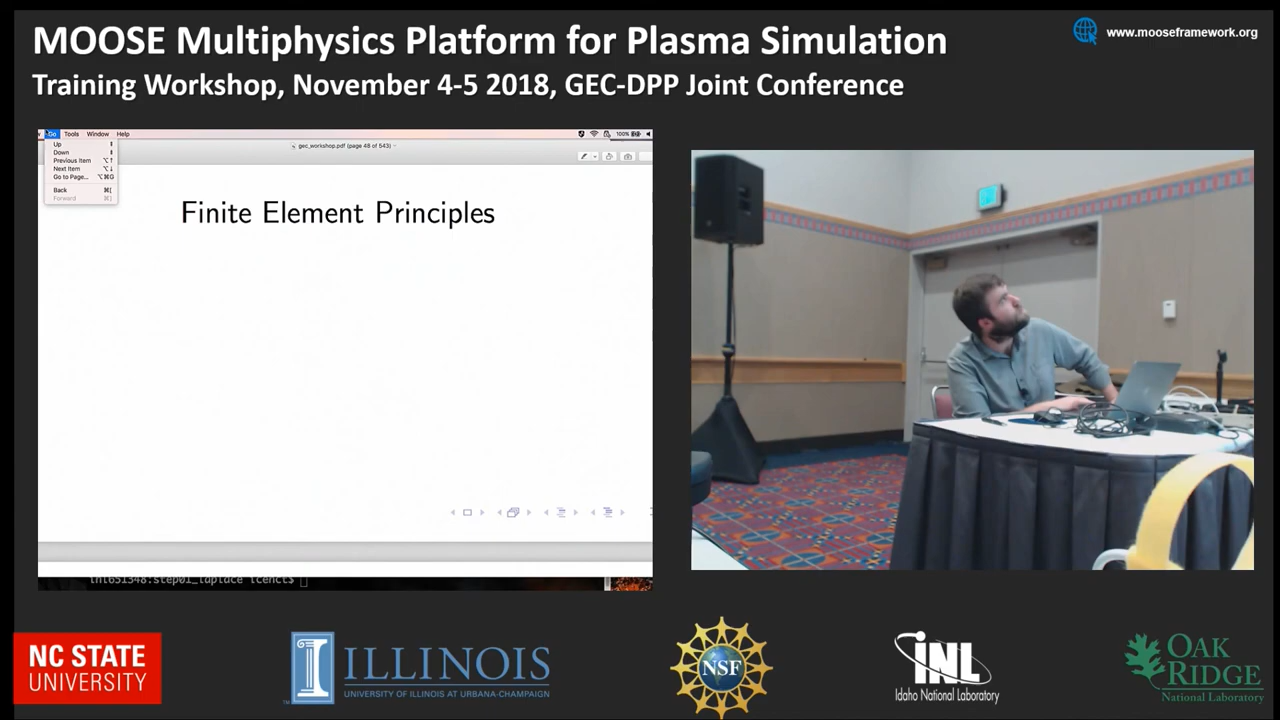 MOOSE Multiphysics Platform for Plasma Simulation
www.mooseframework.org
Training Workshop, November 4-5 2018, GEC-DPP Joint Conference
Go Tools Window Help
100%
gec_workshop.pdf (page 48 of 543)
Up
Down
Previous Item
Next Item
Go to Page...
Back
Forward
Finite Element Principles
NC STATE
UNIVERSITY
ILLINOIS
UNIVERSITY OF ILLINOIS AT URBANA-CHAMPAIGN
NSF
INL
Idaho National Laboratory
OAK
RIDGE
National Laboratory